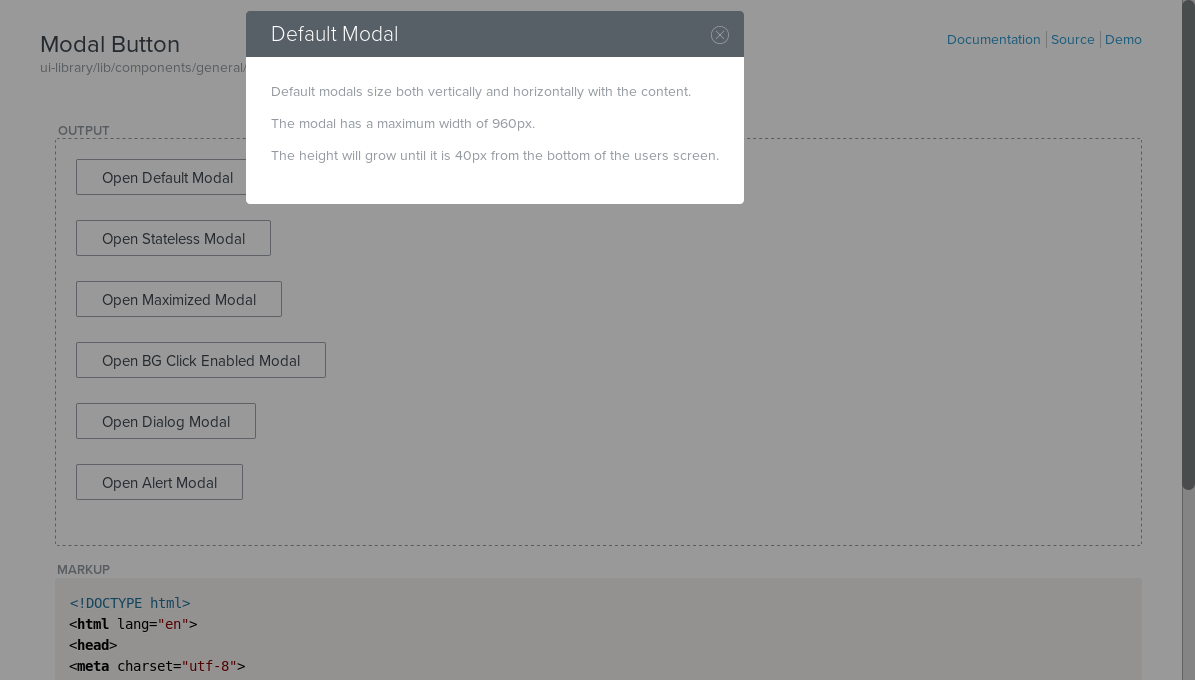 Default Modal
Modal Button
Documentation Source Demo
ui-library/lib/components/general/
Default modals size both vertically and horizontally with the content.
The modal has a maximum width of 960px.
The height will grow until it is 40px from the bottom of the users screen.
OUTPUT
Open Default Modal
Open Stateless Modal
Open Maximized Modal
Open BG Click Enabled Modal
Open Dialog Modal
Open Alert Modal
MARKUP
<!DOCTYPE html>
<html lang="en">
<head>
<meta charset="utf-8">